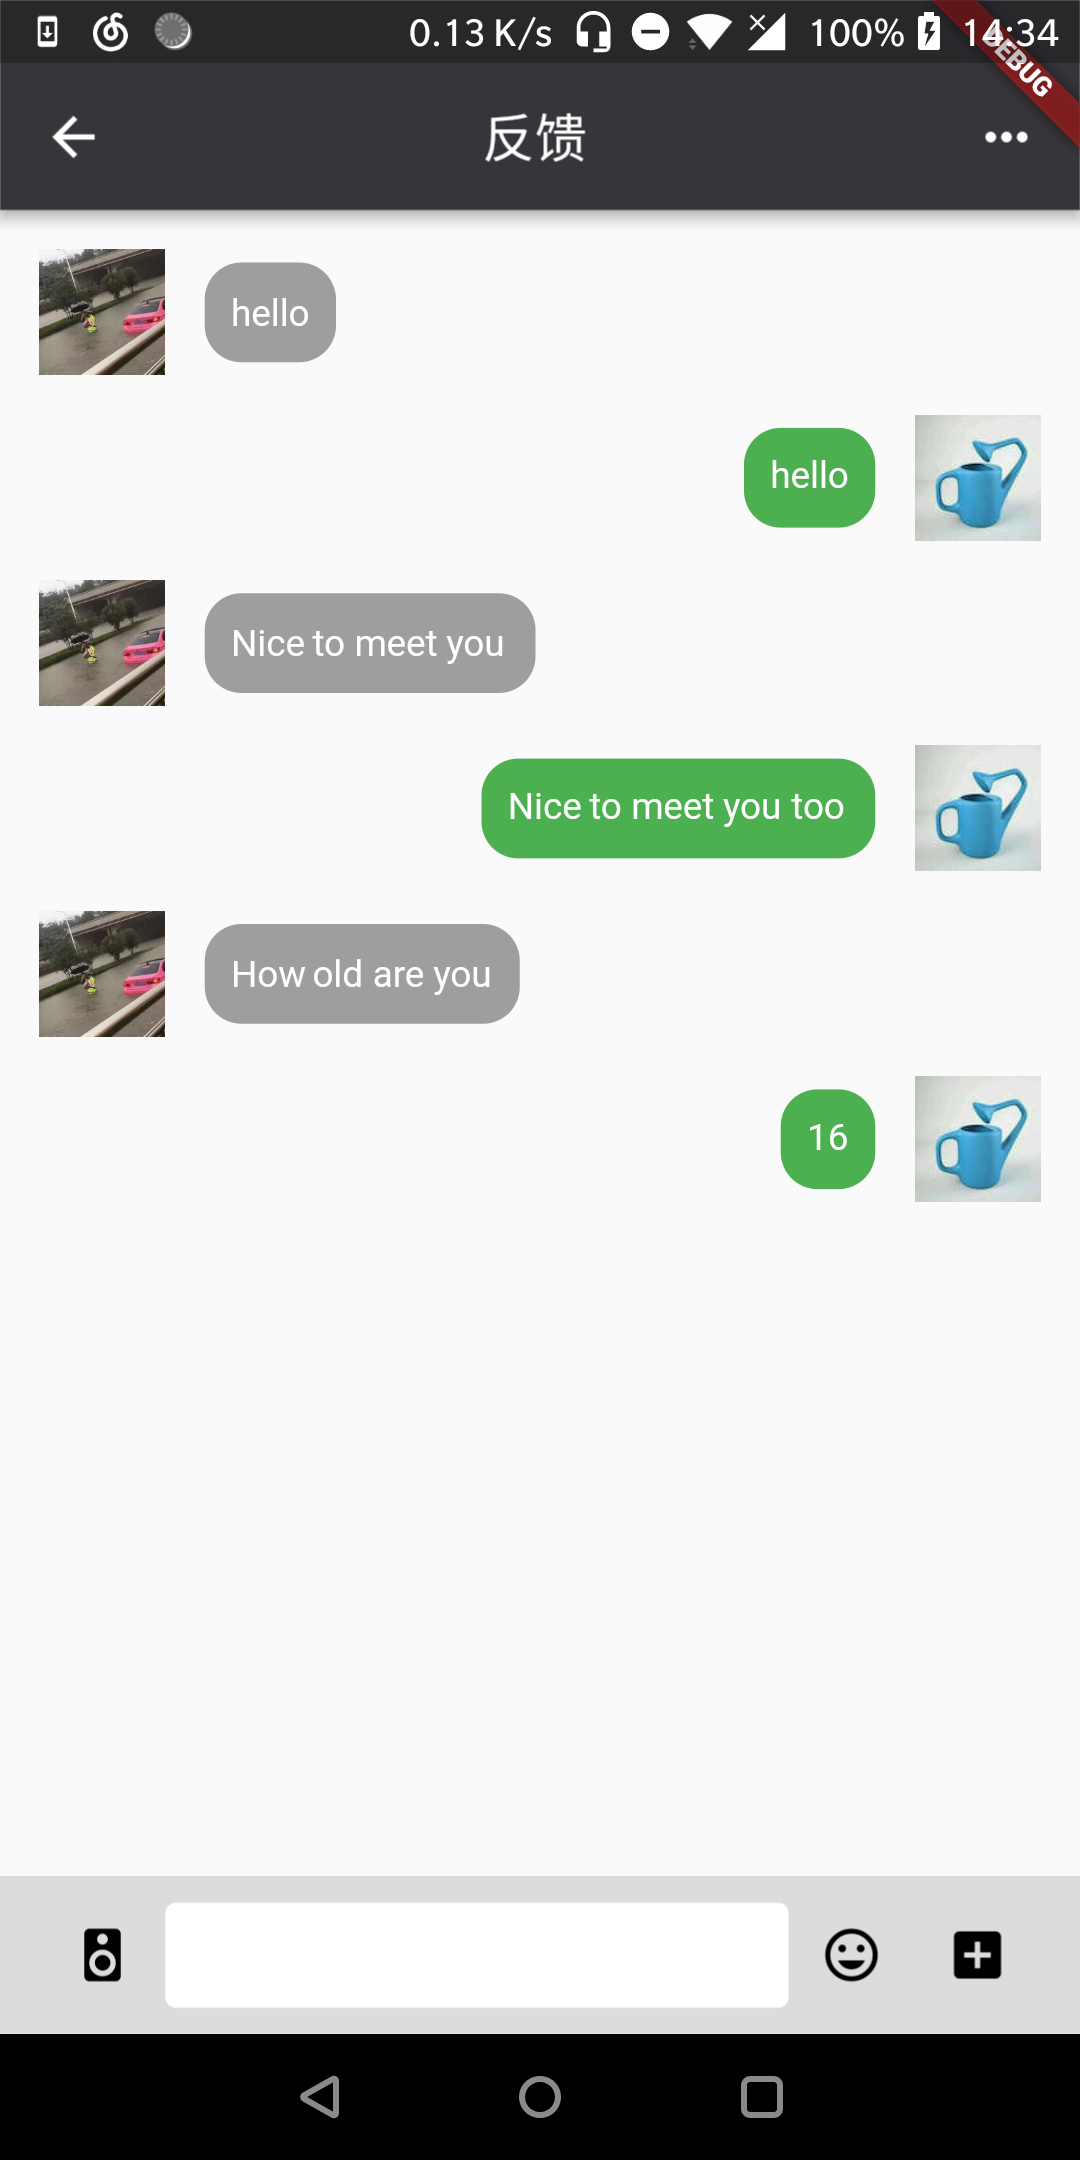 0.13 K/s 100% 14:34
DEBUG
反馈
hello
hello
Nice to meet you
Nice to meet you too
How old are you
16